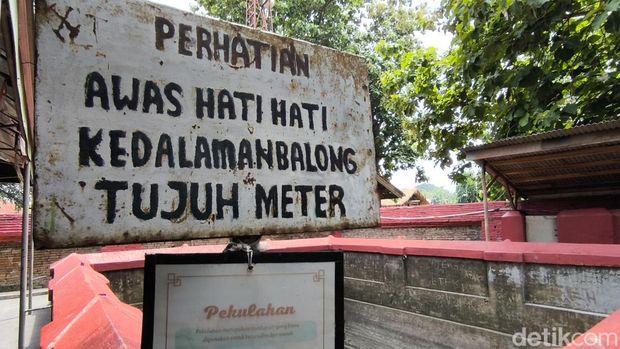 PERHATIAN
AWAS HATI HATI
KEDALAMANBALONG
TUJUH METER
Pekulahan
detikcom